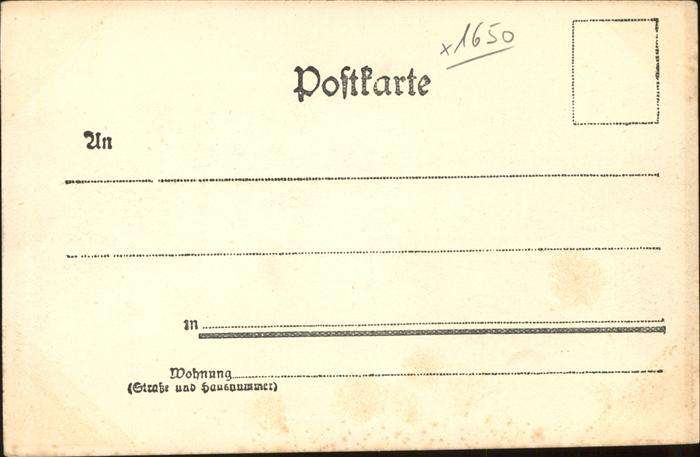 x1650
Postkarte
An
in
Wohnung
(Straße und Hausnummer)